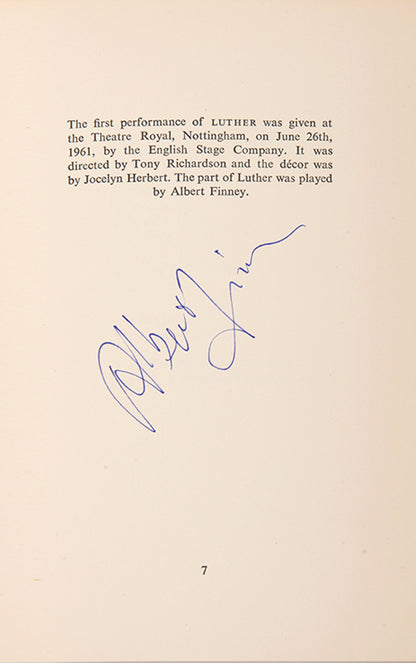 The first performance of LUTHER was given at
the Theatre Royal, Nottingham, on June 26th,
1961, by the English Stage Company. It was
directed by Tony Richardson and the décor was
by Jocelyn Herbert. The part of Luther was played
by Albert Finney.
Albert Finney
7